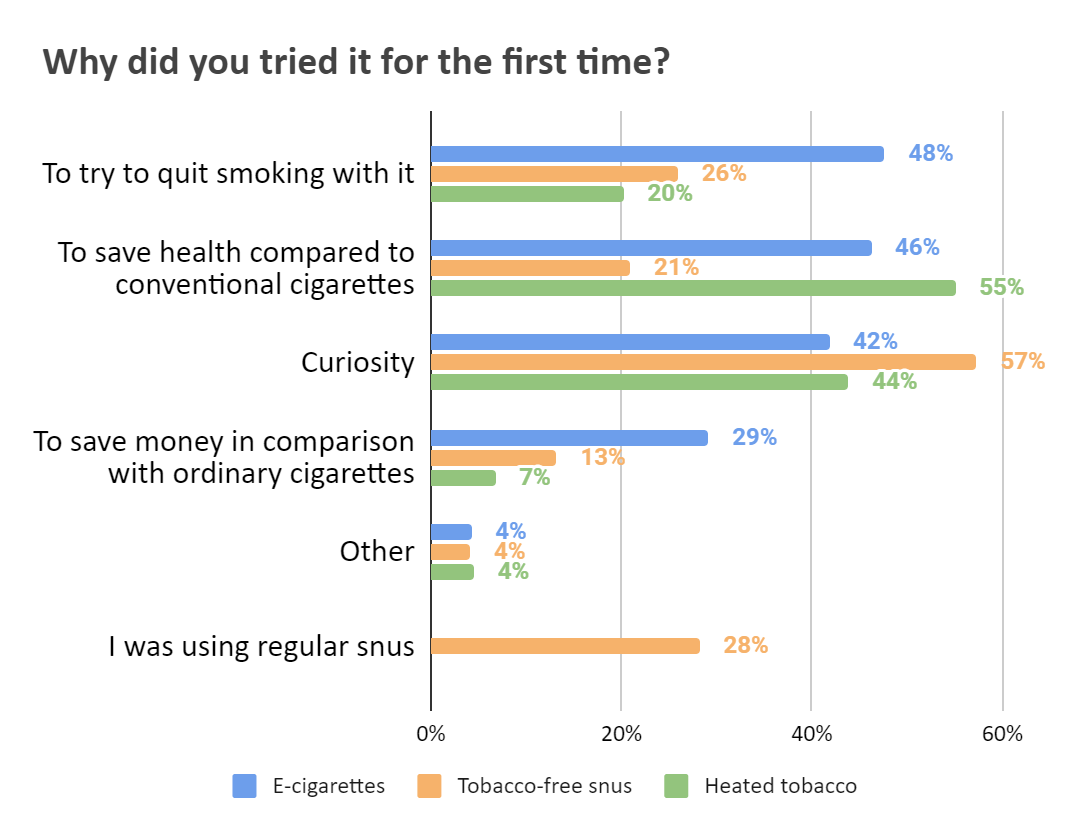 Why did you tried it for the first time?
To try to quit smoking with it
48%
26%
20%
To save health compared to
conventional cigarettes
46%
21%
55%
Curiosity
42%
57%
44%
To save money in comparison
with ordinary cigarettes
29%
13%
7%
Other
4%
4%
4%
I was using regular snus
28%
0%
20%
40%
60%
E-cigarettes
Tobacco-free snus
Heated tobacco